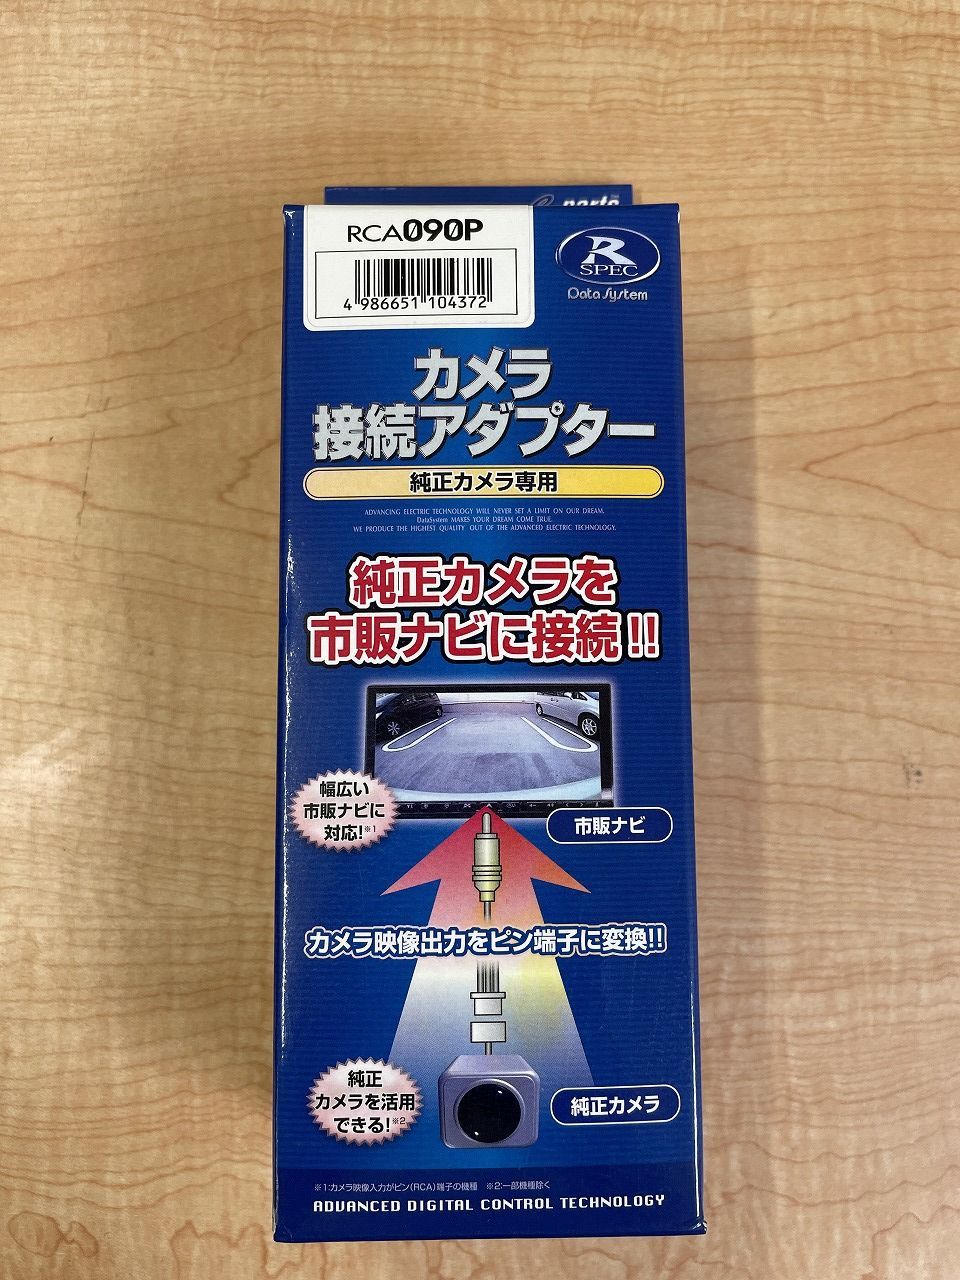 parts
RCA090P
4 986651 104372
R
SPEC
Data System
カメラ
接続アダプター
純正カメラ専用
ADVANCING ELECTRIC TECHNOLOGY WILL NEVER SET A LIMIT ON OUR DREAM.
DataSystem MAKES YOUR DREAM COME TRUE.
WE PRODUCE THE HIGHEST QUALITY OUT OF THE ADVANCED ELECTRIC TECHNOLOGY.
純正カメラを
市販ナビに接続!!
幅広い
市販ナビに
対応!※1
市販ナビ
カメラ映像出力をピン端子に変換!!
純正
カメラを活用
できる!※2
純正カメラ
※1:カメラ映像入力がピン(RCA)端子の機種 ※2:一部機種除く
ADVANCED DIGITAL CONTROL TECHNOLOGY